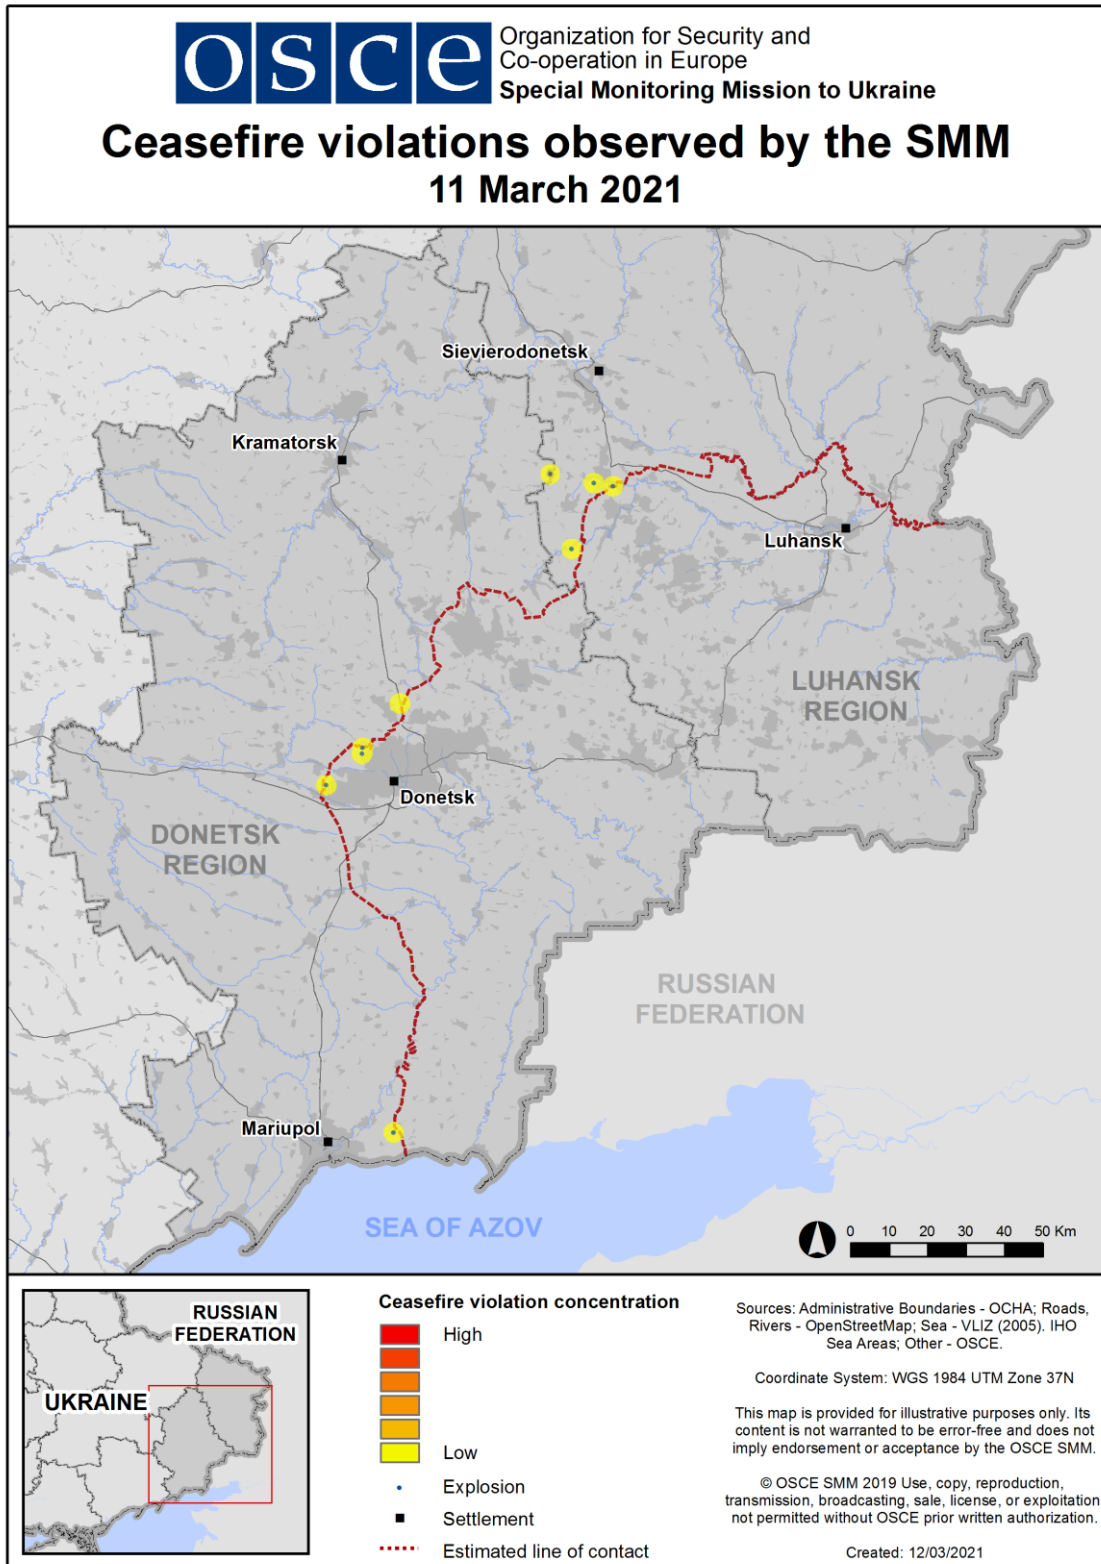 osce
Organization for Security and
Co-operation in Europe
Special Monitoring Mission to Ukraine
Ceasefire violations observed by the SMM
11 March 2021
Sievierodonetsk
Kramatorsk
Luhansk
LUHANSK
REGION
Donetsk
DONETSK
REGION
RUSSIAN
FEDERATION
Mariupol
SEA OF AZOV
0 10 20 30 40 50 Km
RUSSIAN
FEDERATION
UKRAINE
Ceasefire violation concentration
High
Low
Explosion
Settlement
Estimated line of contact
Sources: Administrative Boundaries - OCHA; Roads,
Rivers - OpenStreetMap; Sea - VLIZ (2005). IHO
Sea Areas; Other - OSCE.
Coordinate System: WGS 1984 UTM Zone 37N
This map is provided for illustrative purposes only. Its
content is not warranted to be error-free and does not
imply endorsement or acceptance by the OSCE SMM.
© OSCE SMM 2019 Use, copy, reproduction,
transmission, broadcasting, sale, license, or exploitation
not permitted without OSCE prior written authorization.
Created: 12/03/2021